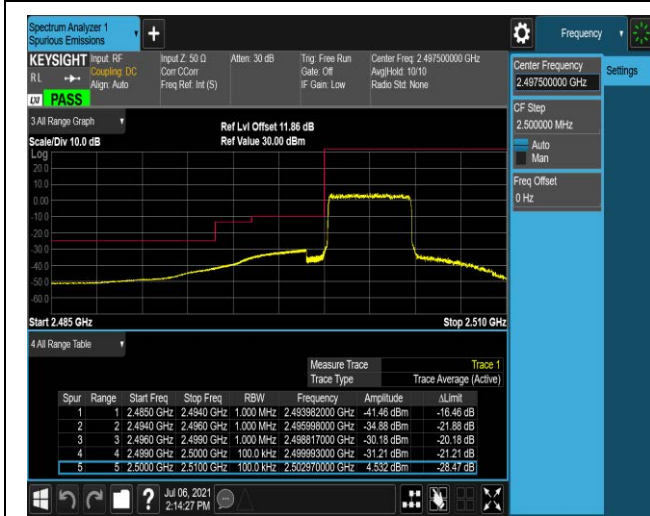 Spectrum Analyzer 1
Spurious Emissions
Frequency
KEYSIGHT
Input: RF
Coupling: DC
Align: Auto
Input Z: 50 Ω
Corr CCorr
Freq Ref: Int (S)
Atten: 30 dB
Trig: Free Run
Gate: Off
IF Gain: Low
Center Freq: 2.497500000 GHz
Avg|Hold: 10/10
Radio Std: None
R L
LXI
PASS
Center Frequency
2.497500000 GHz
Settings
CF Step
2.500000 MHz
Auto
Man
Freq Offset
0 Hz
3 All Range Graph
Scale/Div 10.0 dB
Ref Lvl Offset 11.86 dB
Ref Value 30.00 dBm
Log
20.0
10.0
0.00
-10.0
-20.0
-30.0
-40.0
-50.0
-60.0
Start 2.485 GHz
Stop 2.510 GHz
4 All Range Table
Measure Trace Trace 1
Trace Type Trace Average (Active)
Spur Range Start Freq Stop Freq RBW Frequency Amplitude ΔLimit
1 1 2.4850 GHz 2.4940 GHz 1.000 MHz 2.493982000 GHz -41.46 dBm -16.46 dB
2 2 2.4940 GHz 2.4960 GHz 1.000 MHz 2.495998000 GHz -34.88 dBm -21.88 dB
3 3 2.4960 GHz 2.4990 GHz 1.000 MHz 2.498817000 GHz -30.18 dBm -20.18 dB
4 4 2.4990 GHz 2.5000 GHz 100.0 kHz 2.499993000 GHz -31.21 dBm -21.21 dB
5 5 2.5000 GHz 2.5100 GHz 100.0 kHz 2.502970000 GHz 4.532 dBm -28.47 dB
Jul 06, 2021
2:14:27 PM